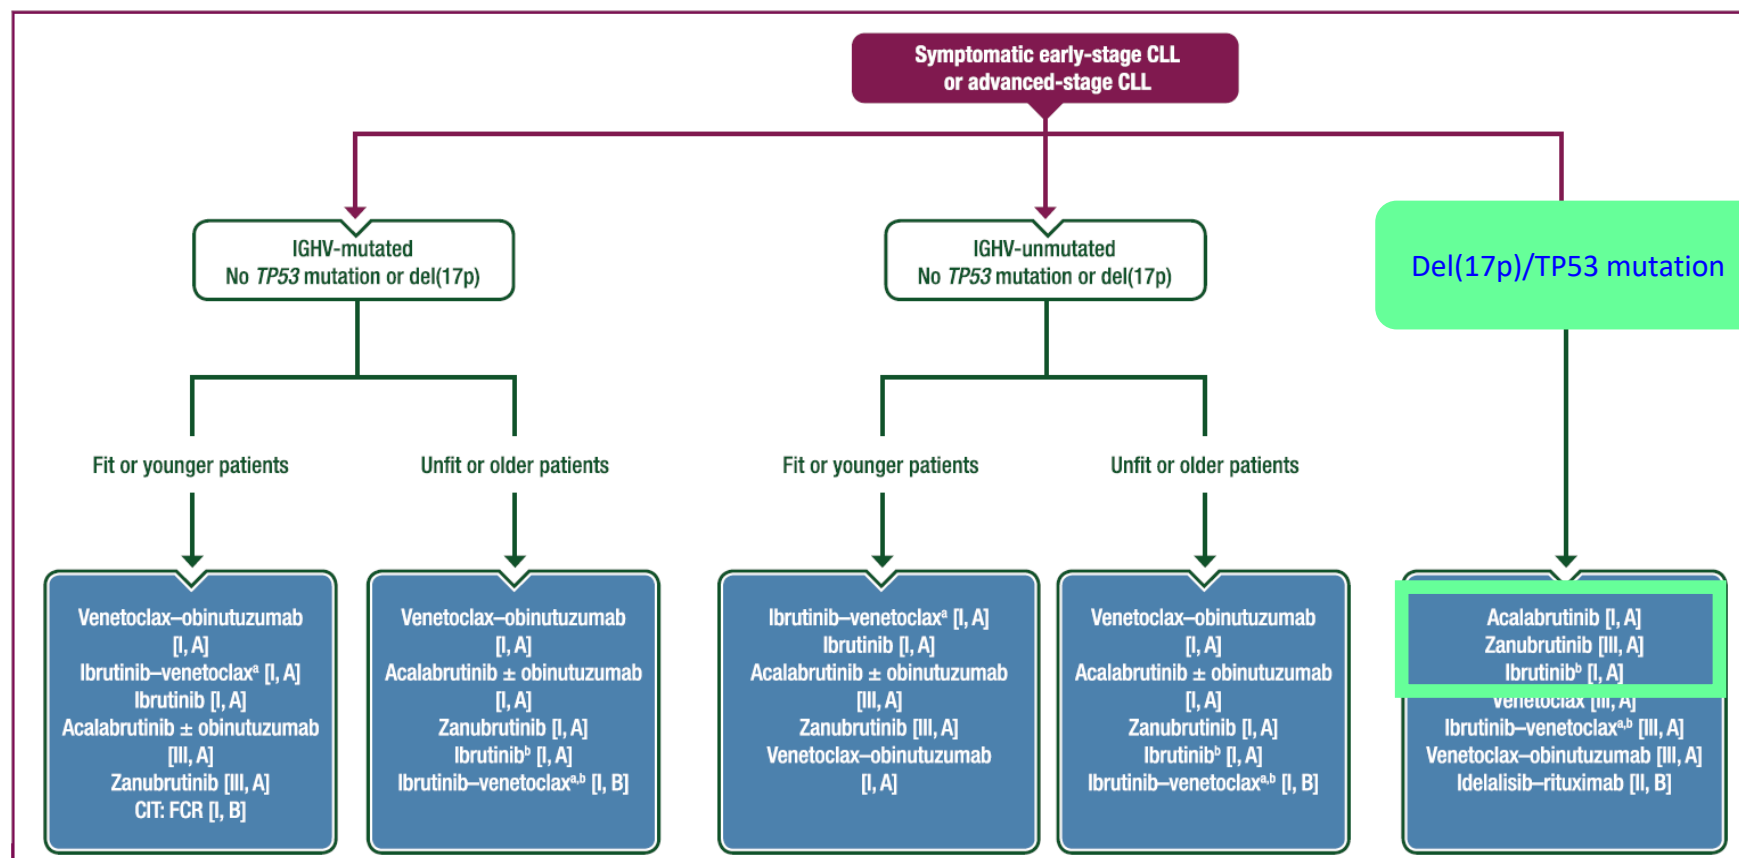 Symptomatic early-stage CLL
or advanced-stage CLL
IGHV-mutated
No TP53 mutation or del(17p)
IGHV-unmutated
No TP53 mutation or del(17p)
Del(17p)/TP53 mutation
Fit or younger patients
Unfit or older patients
Fit or younger patients
Unfit or older patients
Venetoclax–obinutuzumab
[I, A]
Ibrutinib–venetoclaxᵃ [I, A]
Ibrutinib [I, A]
Acalabrutinib ± obinutuzumab
[III, A]
Zanubrutinib [III, A]
CIT: FCR [I, B]
Venetoclax–obinutuzumab
[I, A]
Acalabrutinib ± obinutuzumab
[I, A]
Zanubrutinib [I, A]
Ibrutinibᵇ [I, A]
Ibrutinib–venetoclaxᵃ,ᵇ [I, B]
Ibrutinib–venetoclaxᵃ [I, A]
Ibrutinib [I, A]
Acalabrutinib ± obinutuzumab
[III, A]
Zanubrutinib [III, A]
Venetoclax–obinutuzumab
[I, A]
Venetoclax–obinutuzumab
[I, A]
Acalabrutinib ± obinutuzumab
[I, A]
Zanubrutinib [I, A]
Ibrutinibᵇ [I, A]
Ibrutinib–venetoclaxᵃ,ᵇ [I, B]
Acalabrutinib [I, A]
Zanubrutinib [III, A]
Ibrutinibᵇ [I, A]
Venetoclax [III, A]
Ibrutinib–venetoclaxᵃ,ᵇ [III, A]
Venetoclax–obinutuzumab [III, A]
Idelalisib–rituximab [II, B]